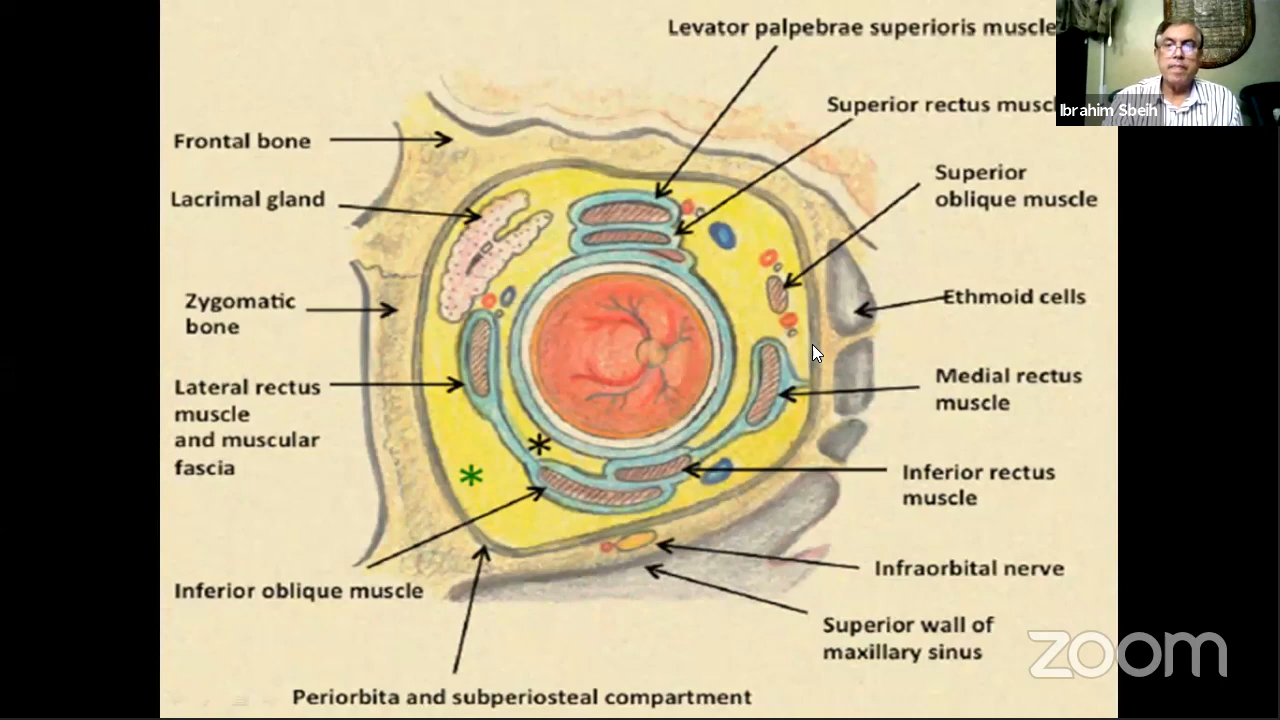 Levator palpebrae superioris muscle
Ibrahim Sbeih
Superior rectus
Frontal bone
Superior
oblique muscle
Lacrimal gland
Zygomatic
bone
Ethmoid cells
Lateral rectus
muscle
and muscular
fascia
Medial rectus
muscle
Inferior rectus
muscle
Inferior oblique muscle
Infraorbital nerve
Superior wall of
maxillary sinus
Periorbita and subperiosteal compartment
zoom